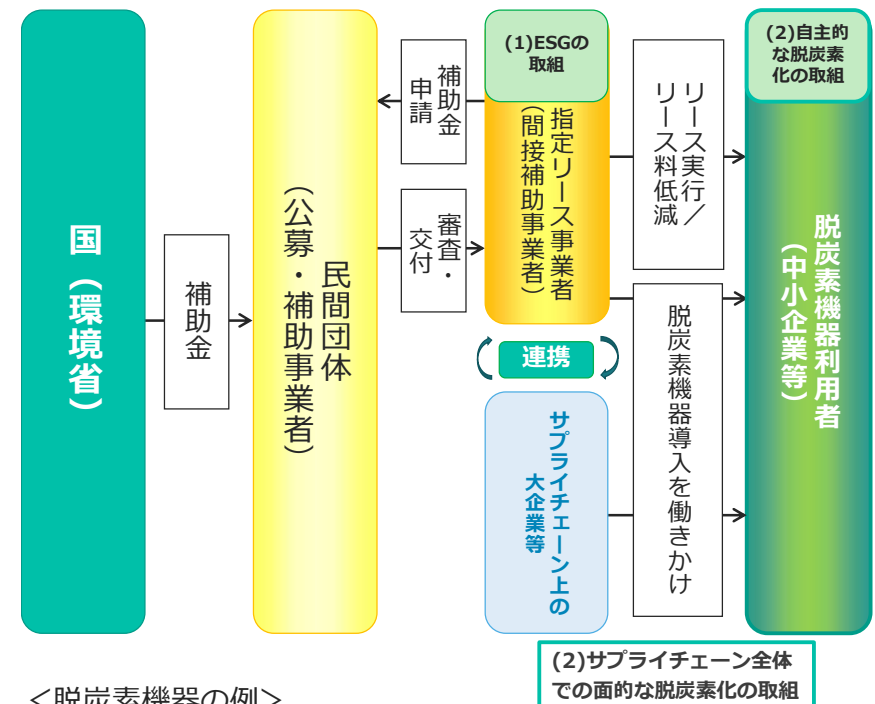 国（環境省）
補助金
民間団体
（公募・補助事業者）
補助金
申請
審査・
交付
(1)ESGの
取組
指定リース事業者
（間接補助事業者）
連携
サプライチェーン上の
大企業等
リース実行／
リース料低減
脱炭素機器導入を働きかけ
(2)自主的
な脱炭素
化の取組
脱炭素機器利用者
（中小企業等）
(2)サプライチェーン全体
での面的な脱炭素化の取組
＜脱炭素機器の例＞